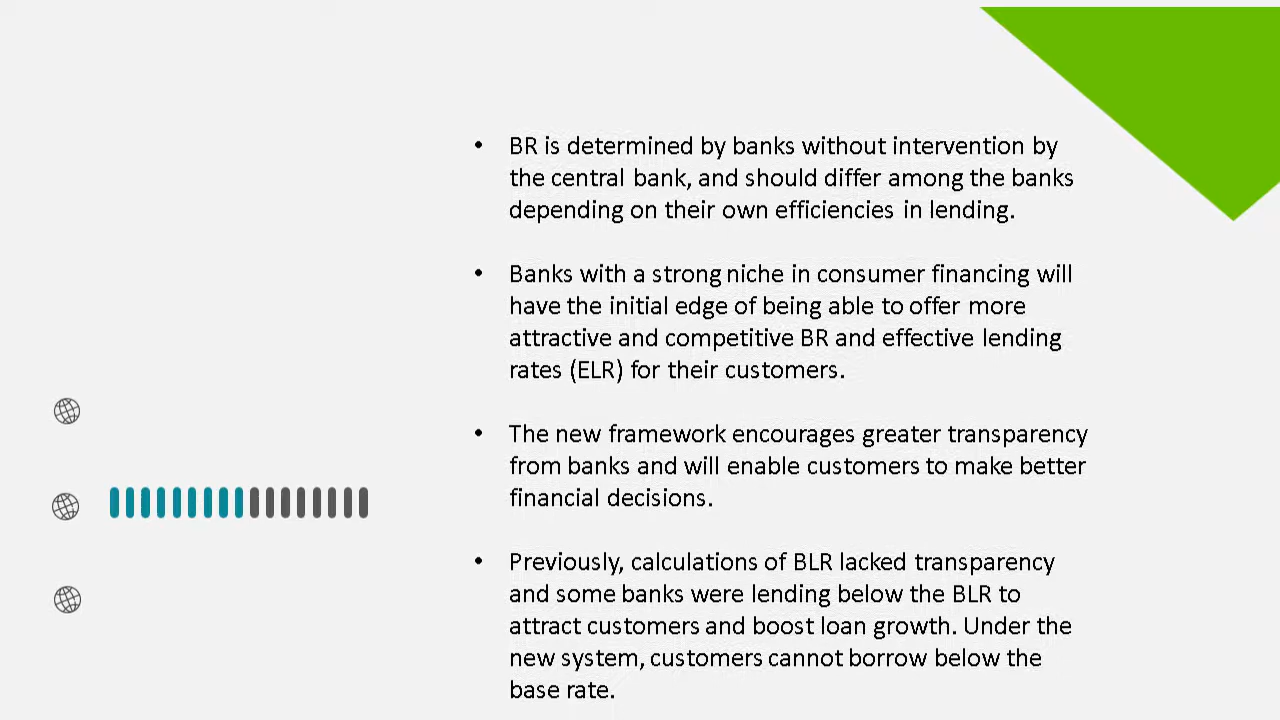 • BR is determined by banks without intervention by
the central bank, and should differ among the banks
depending on their own efficiencies in lending.
• Banks with a strong niche in consumer financing will
have the initial edge of being able to offer more
attractive and competitive BR and effective lending
rates (ELR) for their customers.
• The new framework encourages greater transparency
from banks and will enable customers to make better
financial decisions.
• Previously, calculations of BLR lacked transparency
and some banks were lending below the BLR to
attract customers and boost loan growth. Under the
new system, customers cannot borrow below the
base rate.